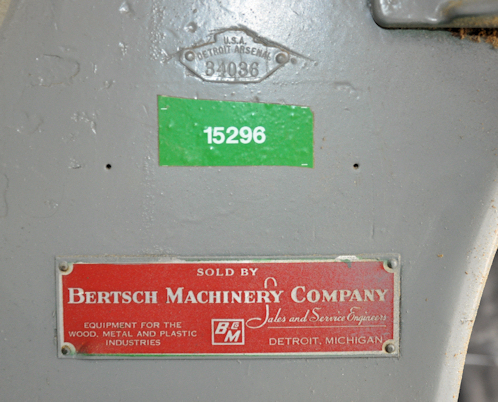 U.S.A.
DETROIT ARSENAL
34036
15296
SOLD BY
BERTSCH MACHINERY COMPANY
Sales and Service Engineers
EQUIPMENT FOR THE
WOOD, METAL AND PLASTIC
INDUSTRIES
B&M
DETROIT, MICHIGAN